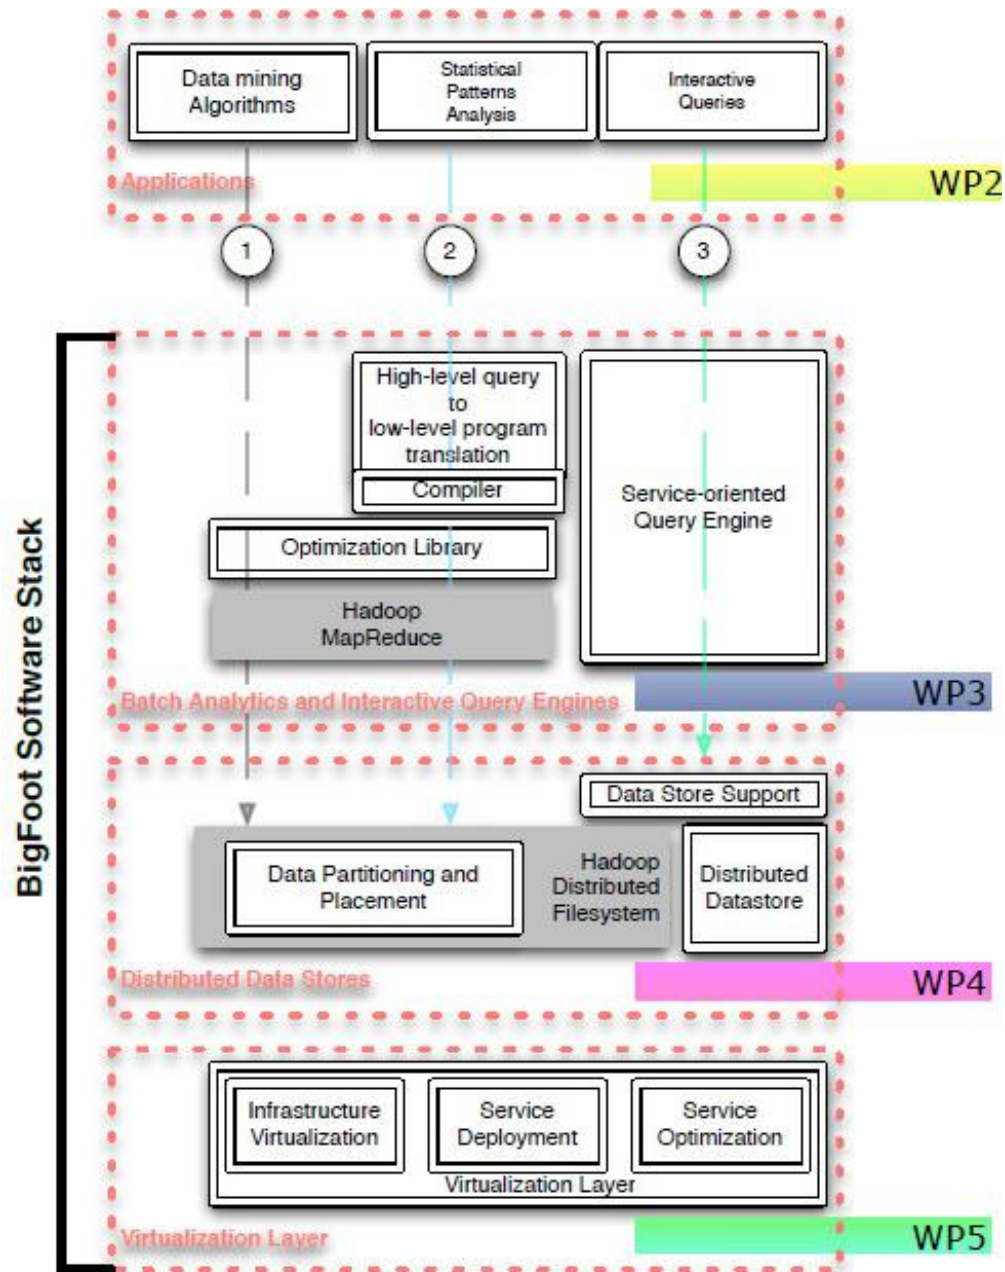 Data mining
Algorithms
Statistical
Patterns
Analysis
Interactive
Queries
Applications
WP2
1
2
3
BigFoot Software Stack
High-level query
to
low-level program
translation
Compiler
Optimization Library
Hadoop
MapReduce
Service-oriented
Query Engine
Batch Analytics and Interactive Query Engines
WP3
Data Store Support
Data Partitioning and
Placement
Hadoop
Distributed
Filesystem
Distributed
Datastore
Distributed Data Stores
WP4
Infrastructure
Virtualization
Service
Deployment
Service
Optimization
Virtualization Layer
Virtualization Layer
WP5